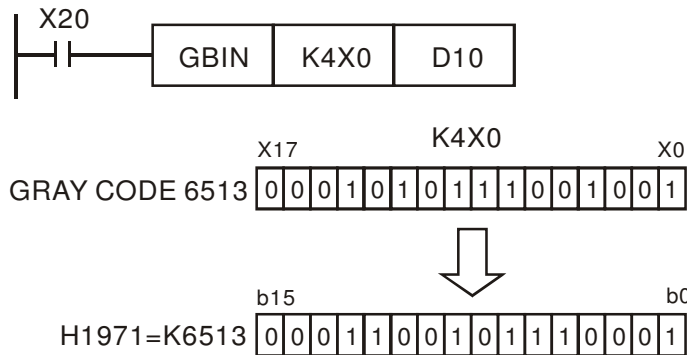 X20
GBIN K4X0 D10
K4X0
X17 X0
GRAY CODE 6513 0 0 0 1 0 1 0 1 1 1 0 0 1 0 0 1
b15 b0
H1971=K6513 0 0 0 1 1 0 0 1 0 1 1 1 0 0 0 1